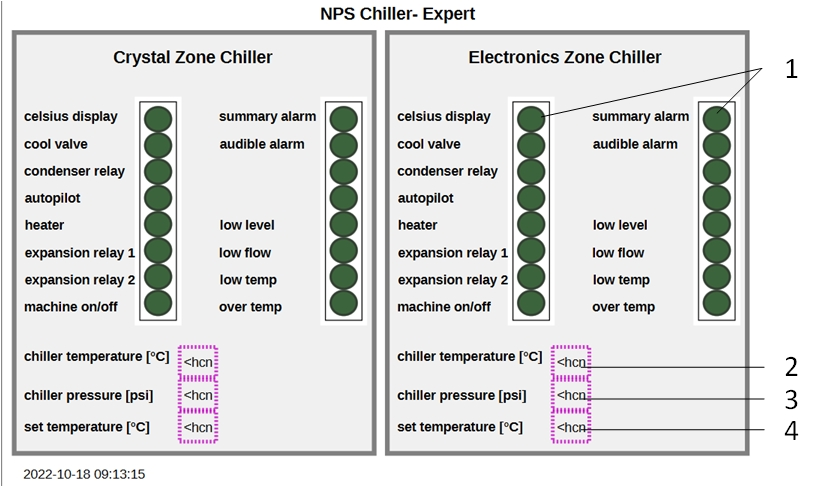 NPS Chiller- Expert
Crystal Zone Chiller
celsius display
cool valve
condenser relay
autopilot
heater
expansion relay 1
expansion relay 2
machine on/off
summary alarm
audible alarm
low level
low flow
low temp
over temp
chiller temperature [°C] <hcn
chiller pressure [psi] <hcn
set temperature [°C] <hcn
Electronics Zone Chiller
celsius display
cool valve
condenser relay
autopilot
heater
expansion relay 1
expansion relay 2
machine on/off
summary alarm
audible alarm
low level
low flow
low temp
over temp
chiller temperature [°C] <hcn
chiller pressure [psi] <hcn
set temperature [°C] <hcn
1
2
3
4
2022-10-18 09:13:15